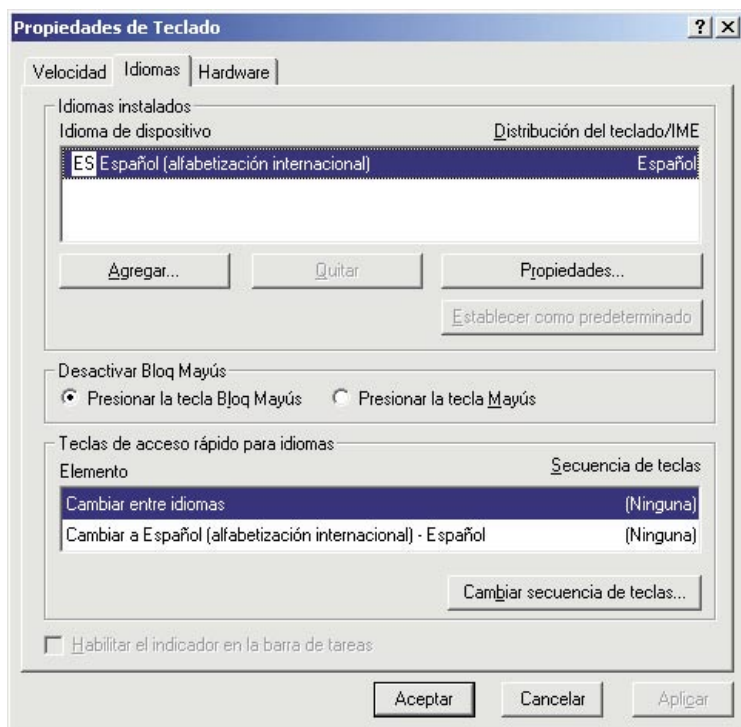 Propiedades de Teclado
Velocidad Idiomas Hardware
Idiomas instalados
Idioma de dispositivo Distribución del teclado/IME
ES Español (alfabetización internacional) Español
Agregar... Quitar Propiedades...
Establecer como predeterminado
Desactivar Bloq Mayús
Presionar la tecla Bloq Mayús Presionar la tecla Mayús
Teclas de acceso rápido para idiomas
Elemento Secuencia de teclas
Cambiar entre idiomas (Ninguna)
Cambiar a Español (alfabetización internacional) - Español (Ninguna)
Cambiar secuencia de teclas...
Habilitar el indicador en la barra de tareas
Aceptar Cancelar Aplicar